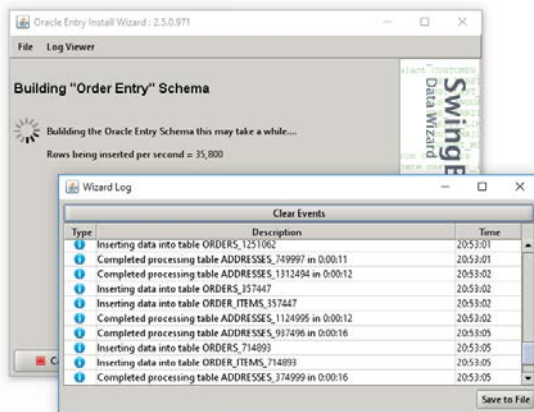 Oracle Entry Install Wizard : 2.5.0.971
File Log Viewer
Building "Order Entry" Schema
Bulilding the Oracle Entry Schema this may take a while....
Rows being inserted per second = 35,800
SwingB
Data Wizard
Wizard Log
Clear Events
Type Description Time
Inserting data into table ORDERS_1251062 20:53:01
Completed processing table ADDRESSES_749997 in 0:00:11 20:53:01
Completed processing table ADDRESSES_1312494 in 0:00:12 20:53:02
Inserting data into table ORDERS_357447 20:53:02
Inserting data into table ORDER_ITEMS_357447 20:53:02
Completed processing table ADDRESSES_1124995 in 0:00:12 20:53:02
Completed processing table ADDRESSES_937496 in 0:00:16 20:53:05
Inserting data into table ORDERS_714893 20:53:05
Inserting data into table ORDER_ITEMS_714893 20:53:05
Completed processing table ADDRESSES_374999 in 0:00:16 20:53:05
Save to File